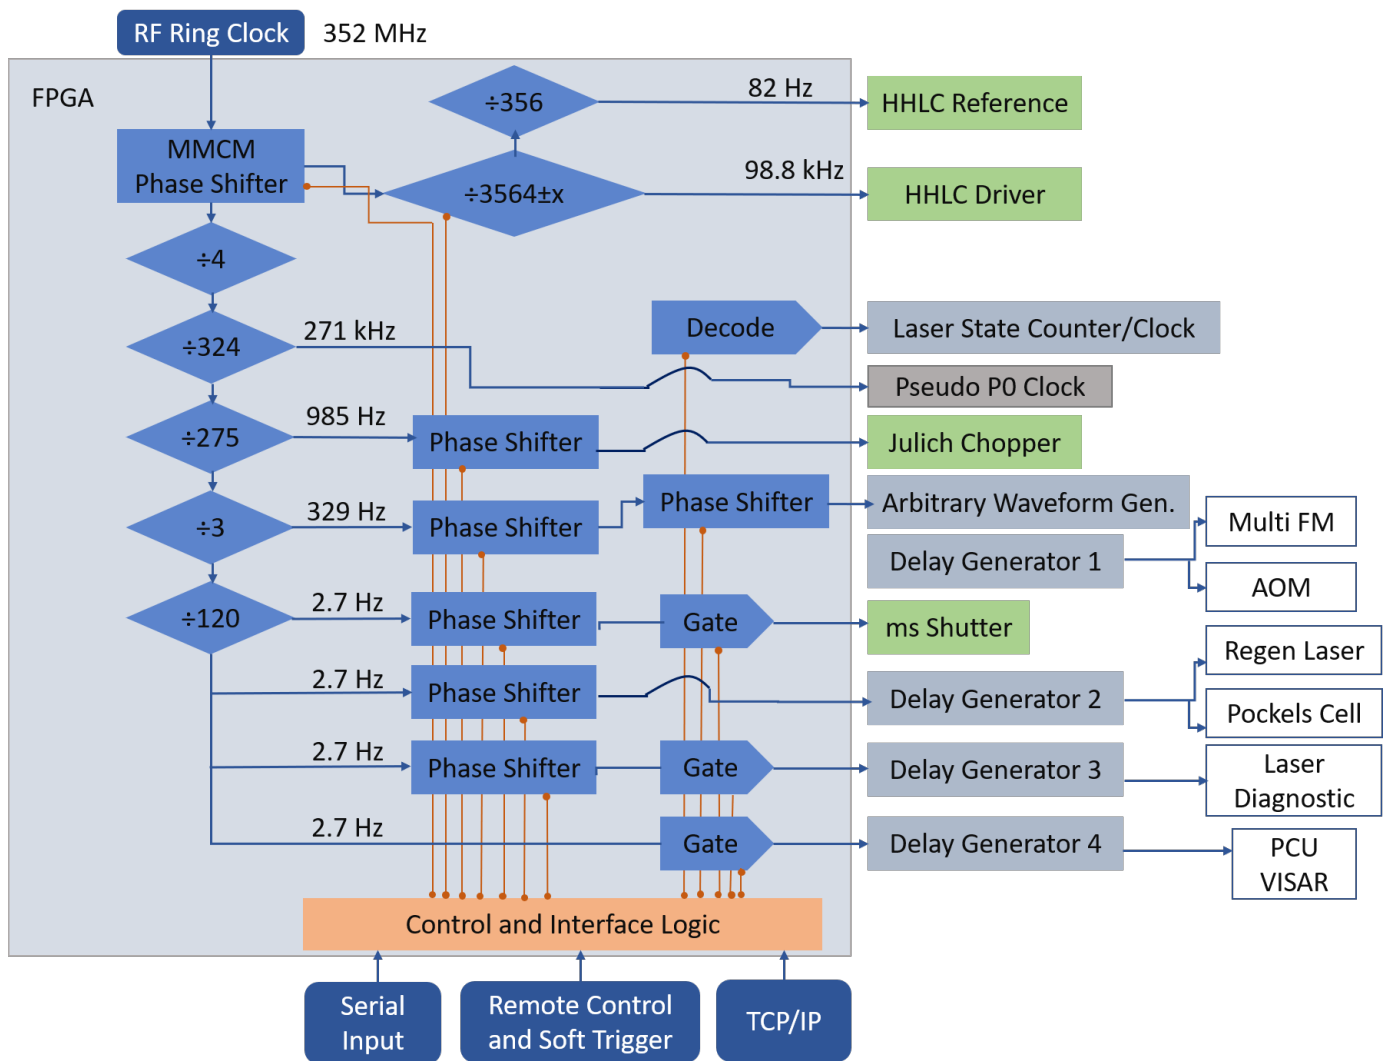 RF Ring Clock
352 MHz
FPGA
÷356
82 Hz
HHLC Reference
MMCM
Phase Shifter
÷3564±x
98.8 kHz
HHLC Driver
÷4
÷324
271 kHz
Decode
Laser State Counter/Clock
Pseudo P0 Clock
÷275
985 Hz
Phase Shifter
Julich Chopper
÷3
329 Hz
Phase Shifter
Phase Shifter
Arbitrary Waveform Gen.
Multi FM
Delay Generator 1
AOM
÷120
2.7 Hz
Phase Shifter
Gate
ms Shutter
Regen Laser
2.7 Hz
Phase Shifter
Delay Generator 2
Pockels Cell
2.7 Hz
Phase Shifter
Gate
Delay Generator 3
Laser
Diagnostic
2.7 Hz
Gate
Delay Generator 4
PCU
VISAR
Control and Interface Logic
Serial
Input
Remote Control
and Soft Trigger
TCP/IP